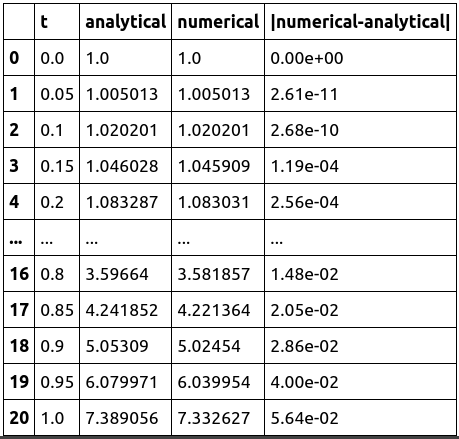 t analytical numerical |numerical-analytical|
0 0.0 1.0 1.0 0.00e+00
1 0.05 1.005013 1.005013 2.61e-11
2 0.1 1.020201 1.020201 2.68e-10
3 0.15 1.046028 1.045909 1.19e-04
4 0.2 1.083287 1.083031 2.56e-04
... ... ... ... ...
16 0.8 3.59664 3.581857 1.48e-02
17 0.85 4.241852 4.221364 2.05e-02
18 0.9 5.05309 5.02454 2.86e-02
19 0.95 6.079971 6.039954 4.00e-02
20 1.0 7.389056 7.332627 5.64e-02